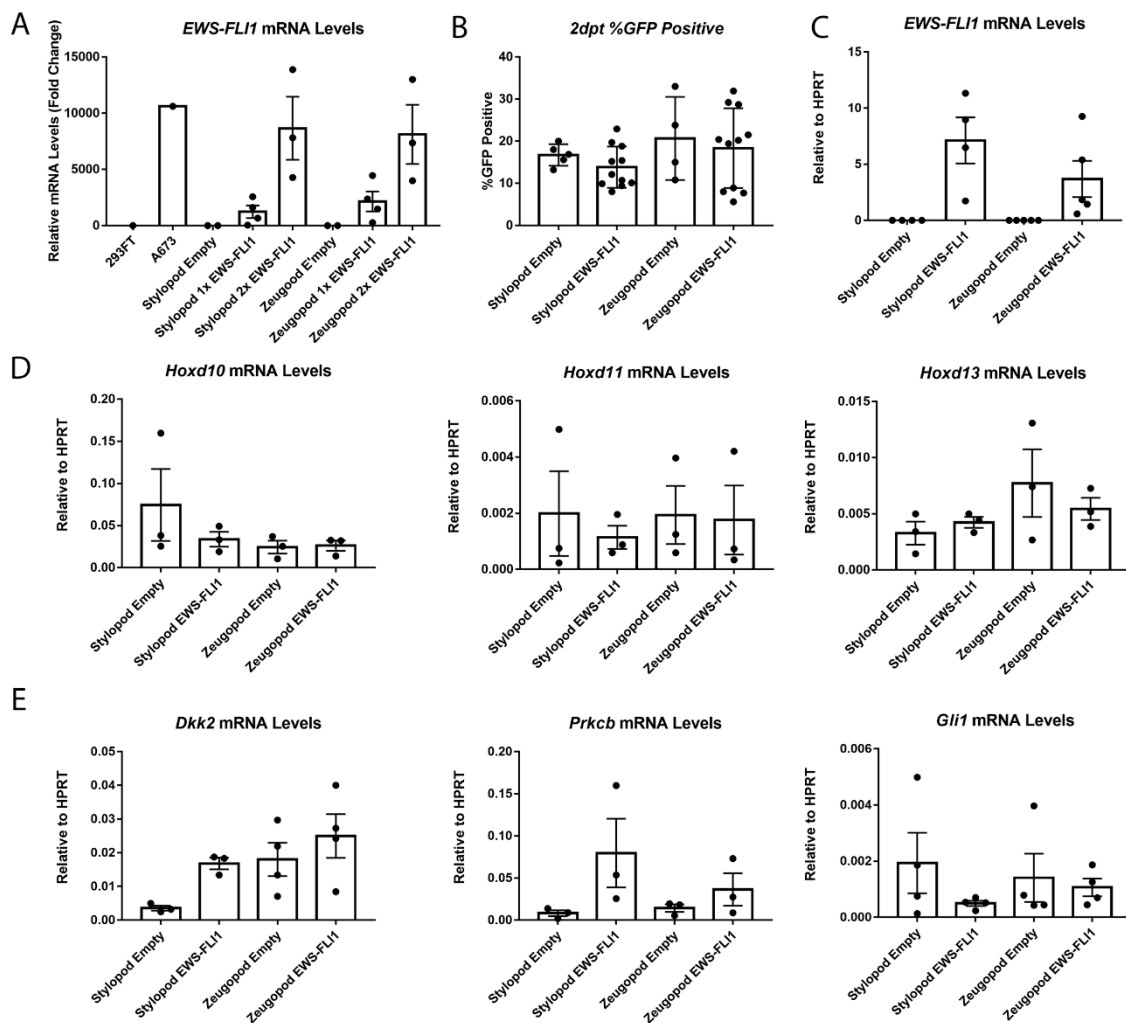 A
EWS-FLI1 mRNA Levels
Relative mRNA Levels (Fold Change)
15000
10000
5000
0
293FT
A673
Stylopod Empty
Stylopod 1x EWS-FLI1
Stylopod 2x EWS-FLI1
Zeugood E'mpty
Zeugopod 1x EWS-FLI1
Zeugopod 2x EWS-FLI1
B
2dpt %GFP Positive
%GFP Positive
40
30
20
10
0
Stylopod Empty
Stylopod EWS-FLI1
Zeugopod Empty
Zeugopod EWS-FLI1
C
EWS-FLI1 mRNA Levels
Relative to HPRT
15
10
5
0
Stylopod Empty
Stylopod EWS-FLI1
Zeugopod Empty
Zeugopod EWS-FLI1
D
Hoxd10 mRNA Levels
Relative to HPRT
0.20
0.15
0.10
0.05
0.00
Stylopod Empty
Stylopod EWS-FLI1
Zeugopod Empty
Zeugopod EWS-FLI1
Hoxd11 mRNA Levels
Relative to HPRT
0.006
0.004
0.002
0.000
Stylopod Empty
Stylopod EWS-FLI1
Zeugopod Empty
Zeugopod EWS-FLI1
Hoxd13 mRNA Levels
Relative to HPRT
0.015
0.010
0.005
0.000
Stylopod Empty
Stylopod EWS-FLI1
Zeugopod Empty
Zeugopod EWS-FLI1
E
Dkk2 mRNA Levels
Relative to HPRT
0.05
0.04
0.03
0.02
0.01
0.00
Stylopod Empty
Stylopod EWS-FLI1
Zeugopod Empty
Zeugopod EWS-FLI1
Prkcb mRNA Levels
Relative to HPRT
0.20
0.15
0.10
0.05
0.00
Stylopod Empty
Stylopod EWS-FLI1
Zeugopod Empty
Zeugopod EWS-FLI1
Gli1 mRNA Levels
Relative to HPRT
0.006
0.004
0.002
0.000
Stylopod Empty
Stylopod EWS-FLI1
Zeugopod Empty
Zeugopod EWS-FLI1